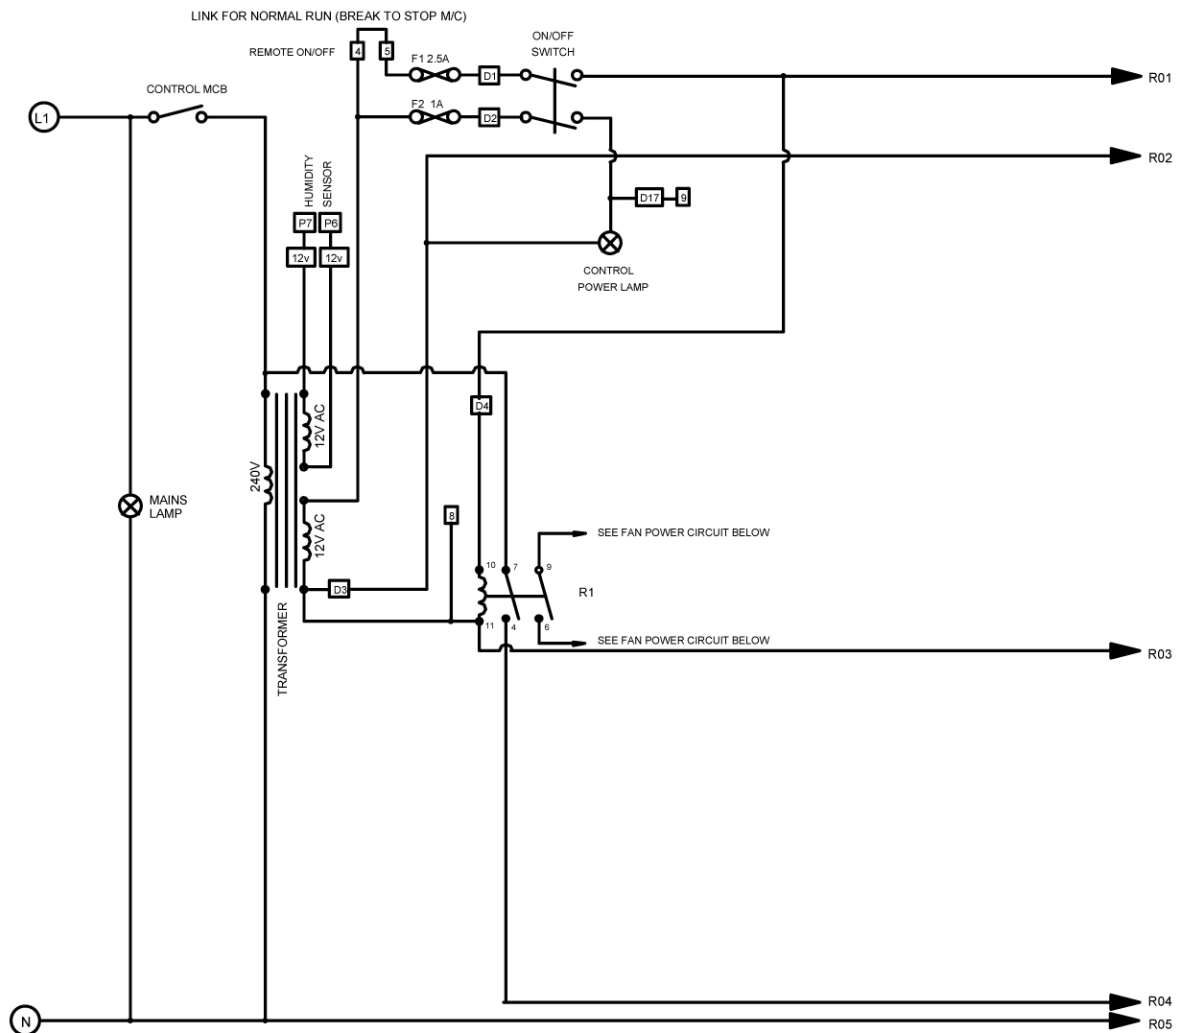 LINK FOR NORMAL RUN (BREAK TO STOP M/C)
REMOTE ON/OFF
4
5
F1 2.5A
D1
ON/OFF
SWITCH
R01
CONTROL MCB
L1
F2 1A
D2
R02
HUMIDITY
SENSOR
P7
P6
12v
12v
D17
9
CONTROL
POWER LAMP
D4
240V
12V AC
12V AC
MAINS
LAMP
8
SEE FAN POWER CIRCUIT BELOW
10
7
9
D3
R1
11
4
6
SEE FAN POWER CIRCUIT BELOW
TRANSFORMER
R03
R04
N
R05